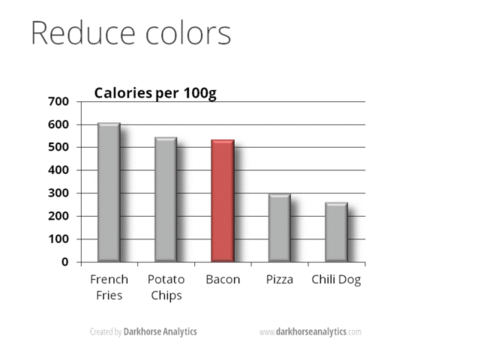 Reduce colors
Calories per 100g
700
600
500
400
300
200
100
0
French Fries
Potato Chips
Bacon
Pizza
Chili Dog
Created by Darkhorse Analytics
www.darkhorseanalytics.com